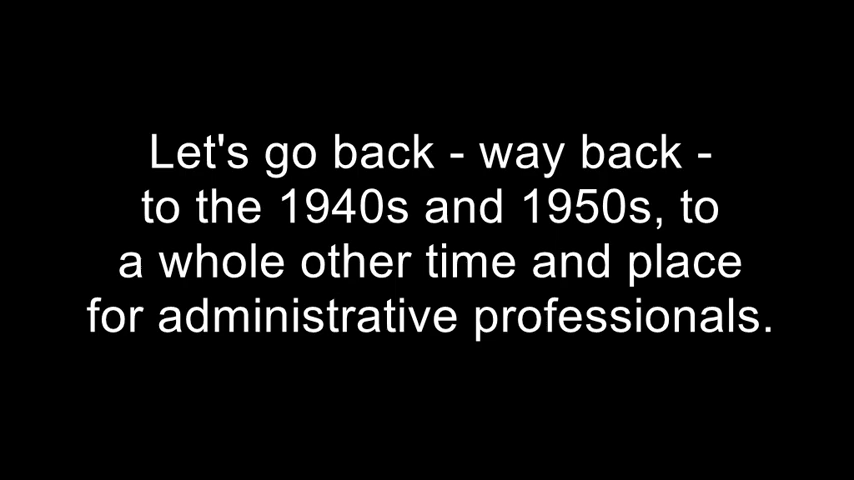 Let's go back - way back -
to the 1940s and 1950s, to
a whole other time and place
for administrative professionals.